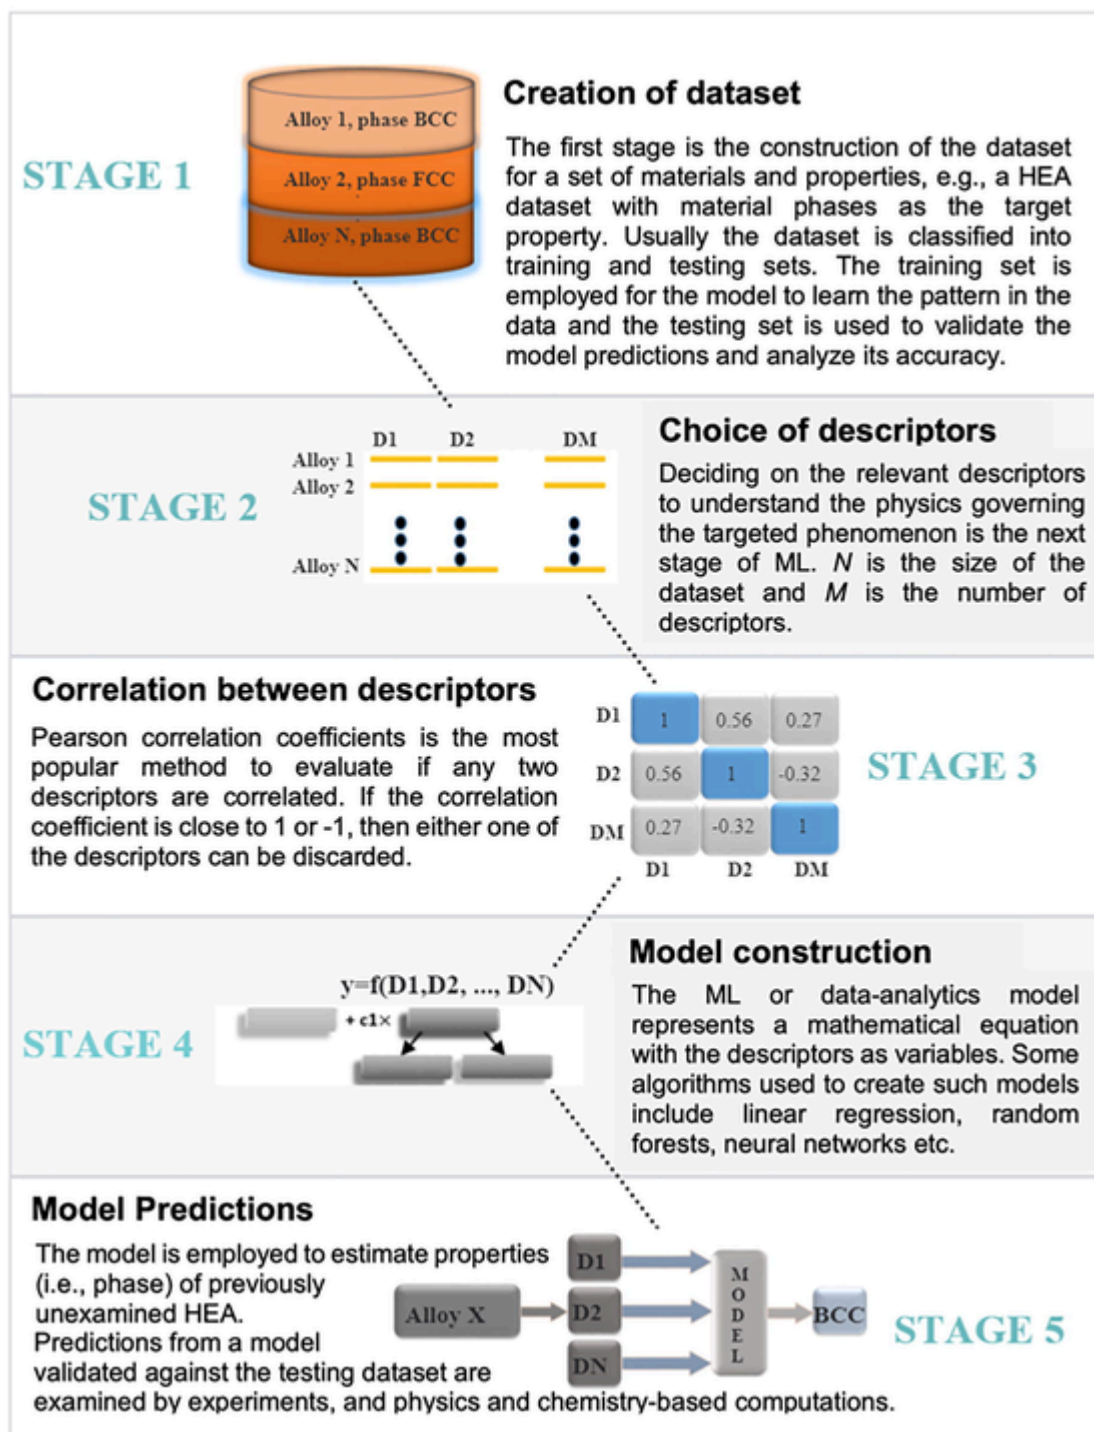 STAGE 1
Alloy 1, phase BCC
Alloy 2, phase FCC
Alloy N, phase BCC
Creation of dataset
The first stage is the construction of the dataset
for a set of materials and properties, e.g., a HEA
dataset with material phases as the target
property. Usually the dataset is classified into
training and testing sets. The training set is
employed for the model to learn the pattern in the
data and the testing set is used to validate the
model predictions and analyze its accuracy.
STAGE 2
D1 D2 DM
Alloy 1
Alloy 2
Alloy N
Choice of descriptors
Deciding on the relevant descriptors
to understand the physics governing
the targeted phenomenon is the next
stage of ML. N is the size of the
dataset and M is the number of
descriptors.
Correlation between descriptors
Pearson correlation coefficients is the most
popular method to evaluate if any two
descriptors are correlated. If the correlation
coefficient is close to 1 or -1, then either one of
the descriptors can be discarded.
D1 1 0.56 0.27
D2 0.56 1 -0.32
DM 0.27 -0.32 1
D1 D2 DM
STAGE 3
STAGE 4
y=f(D1,D2, ..., DN)
+ c1×
Model construction
The ML or data-analytics model
represents a mathematical equation
with the descriptors as variables. Some
algorithms used to create such models
include linear regression, random
forests, neural networks etc.
Model Predictions
The model is employed to estimate properties
(i.e., phase) of previously
unexamined HEA.
Predictions from a model
validated against the testing dataset are
examined by experiments, and physics and chemistry-based computations.
Alloy X
D1
D2
DN
MODEL
BCC
STAGE 5